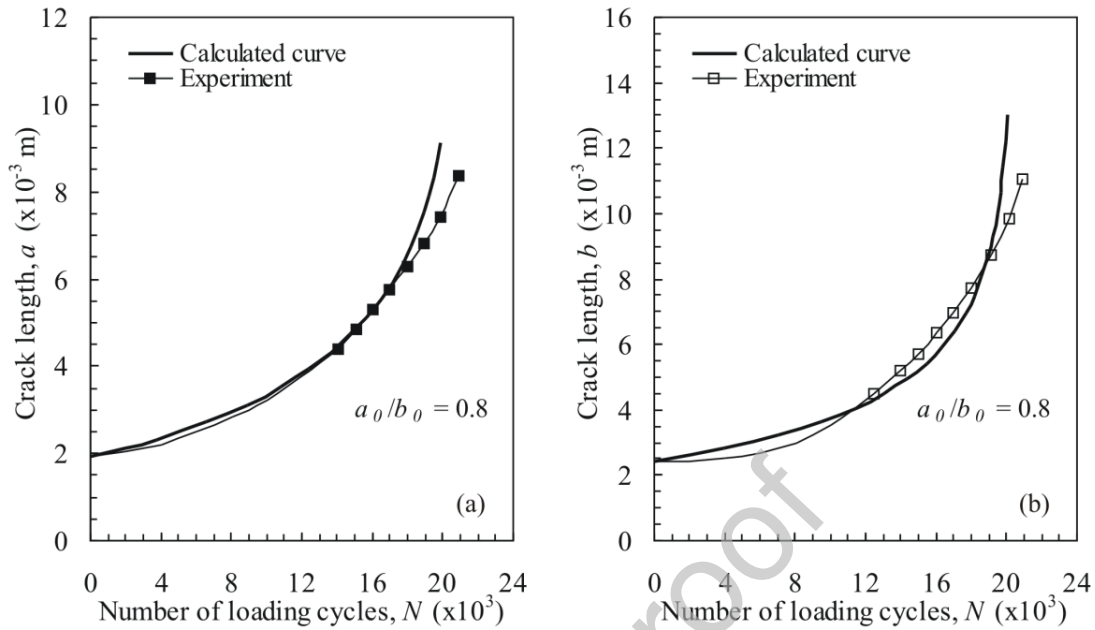 12
10
8
6
4
2
0
Crack length, a (x10⁻³ m)
Calculated curve
Experiment
a₀/b₀ = 0.8
(a)
0 4 8 12 16 20 24
Number of loading cycles, N (x10³)
16
14
12
10
8
6
4
2
0
Crack length, b (x10⁻³ m)
Calculated curve
Experiment
a₀/b₀ = 0.8
(b)
0 4 8 12 16 20 24
Number of loading cycles, N (x10³)
roof